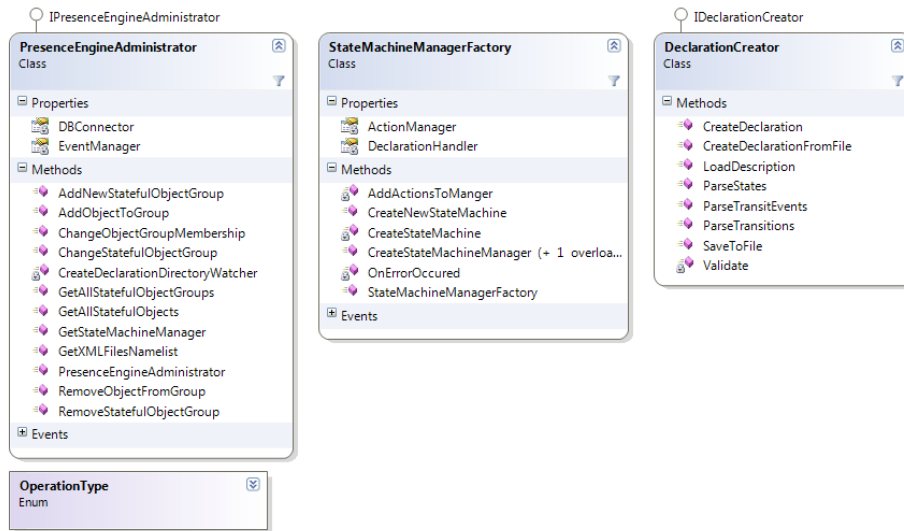 IPresenceEngineAdministrator
PresenceEngineAdministrator
Class
Properties
DBConnector
EventManager
Methods
AddNewStatefulObjectGroup
AddObjectToGroup
ChangeObjectGroupMembership
ChangeStatefulObjectGroup
CreateDeclarationDirectoryWatcher
GetAllStatefulObjectGroups
GetAllStatefulObjects
GetStateMachineManager
GetXMLFilesNamelist
PresenceEngineAdministrator
RemoveObjectFromGroup
RemoveStatefulObjectGroup
Events
OperationType
Enum
StateMachineManagerFactory
Class
Properties
ActionManager
DeclarationHandler
Methods
AddActionsToManger
CreateNewStateMachine
CreateStateMachine
CreateStateMachineManager (+ 1 overloa...
OnErrorOccured
StateMachineManagerFactory
Events
IDeclarationCreator
DeclarationCreator
Class
Methods
CreateDeclaration
CreateDeclarationFromFile
LoadDescription
ParseStates
ParseTransitEvents
ParseTransitions
SaveToFile
Validate